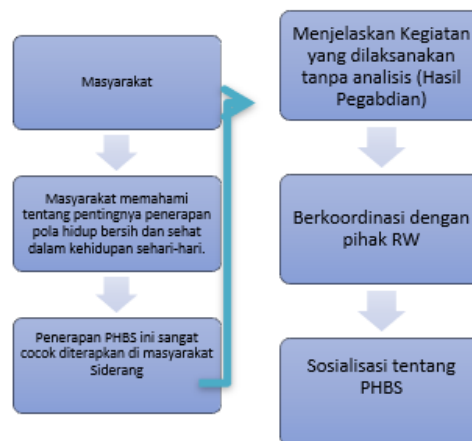 Masyarakat
Masyarakat memahami
tentang pentingnya penerapan
pola hidup bersih dan sehat
dalam kehidupan sehari-hari.
Penerapan PHBS ini sangat
cocok diterapkan di masyarakat
Siderang
Menjelaskan Kegiatan
yang dilaksanakan
tanpa analisis (Hasil
Pegabdian)
Berkoordinasi dengan
pihak RW
Sosialisasi tentang
PHBS